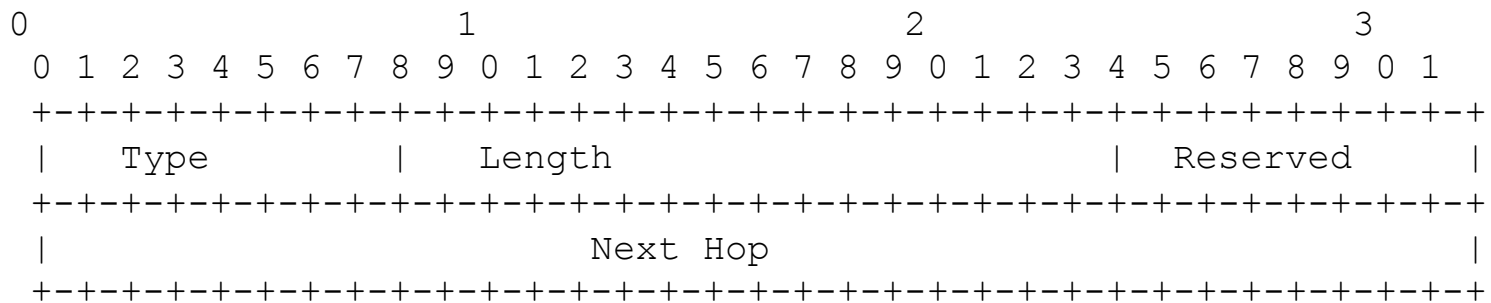 0                   1                   2                   3
 0 1 2 3 4 5 6 7 8 9 0 1 2 3 4 5 6 7 8 9 0 1 2 3 4 5 6 7 8 9 0 1
 +-+-+-+-+-+-+-+-+-+-+-+-+-+-+-+-+-+-+-+-+-+-+-+-+-+-+-+-+-+-+-+-+
 |   Type       |   Length                      |  Reserved     |
 +-+-+-+-+-+-+-+-+-+-+-+-+-+-+-+-+-+-+-+-+-+-+-+-+-+-+-+-+-+-+-+-+
 |                        Next Hop                               |
 +-+-+-+-+-+-+-+-+-+-+-+-+-+-+-+-+-+-+-+-+-+-+-+-+-+-+-+-+-+-+-+-+